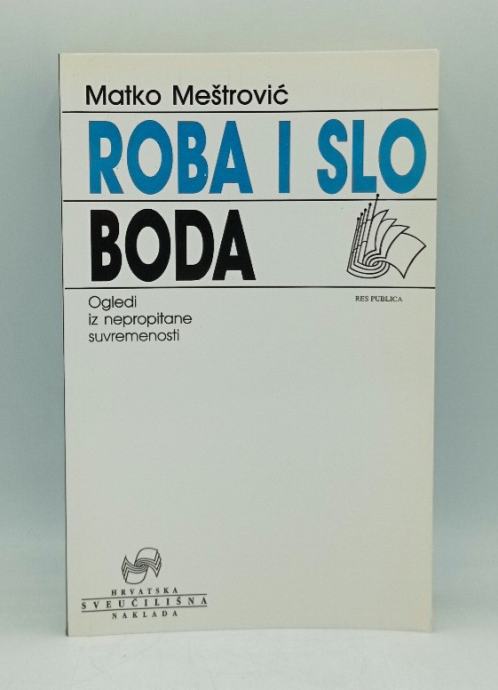 Matko Meštrović
ROBA I SLO
BODA
Ogledi
iz nepropitane
suvremenosti
RES PUBLICA
HRVATSKA
SVEUČILIŠNA
NAKLADA